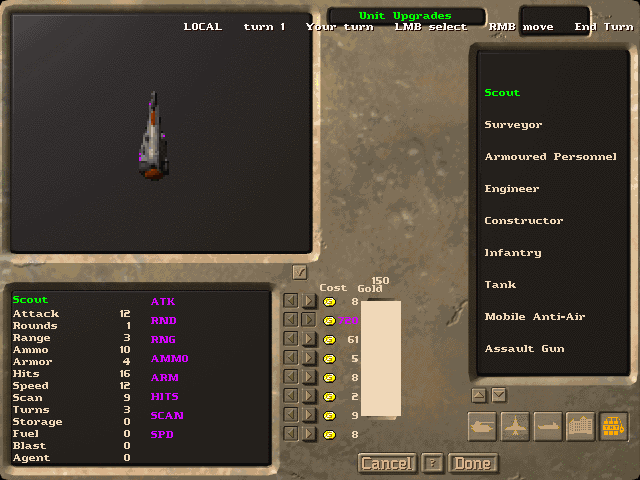 Unit Upgrades
LOCAL turn 1 Your turn LMB select RMB move End Turn
Scout
Surveyor
Armoured Personnel
Engineer
Constructor
Infantry
Tank
Mobile Anti-Air
Assault Gun
150
Cost Gold
Scout
Attack 12
Rounds 1
Range 3
Ammo 10
Armor 4
Hits 16
Speed 12
Scan 9
Turns 3
Storage 0
Fuel 0
Blast 0
Agent 0
ATK
RND
RNG
AMMO
ARM
HITS
SCAN
SPD
G 8
G
G 61
G 5
G 8
G 2
G 9
G 8
Cancel ? Done